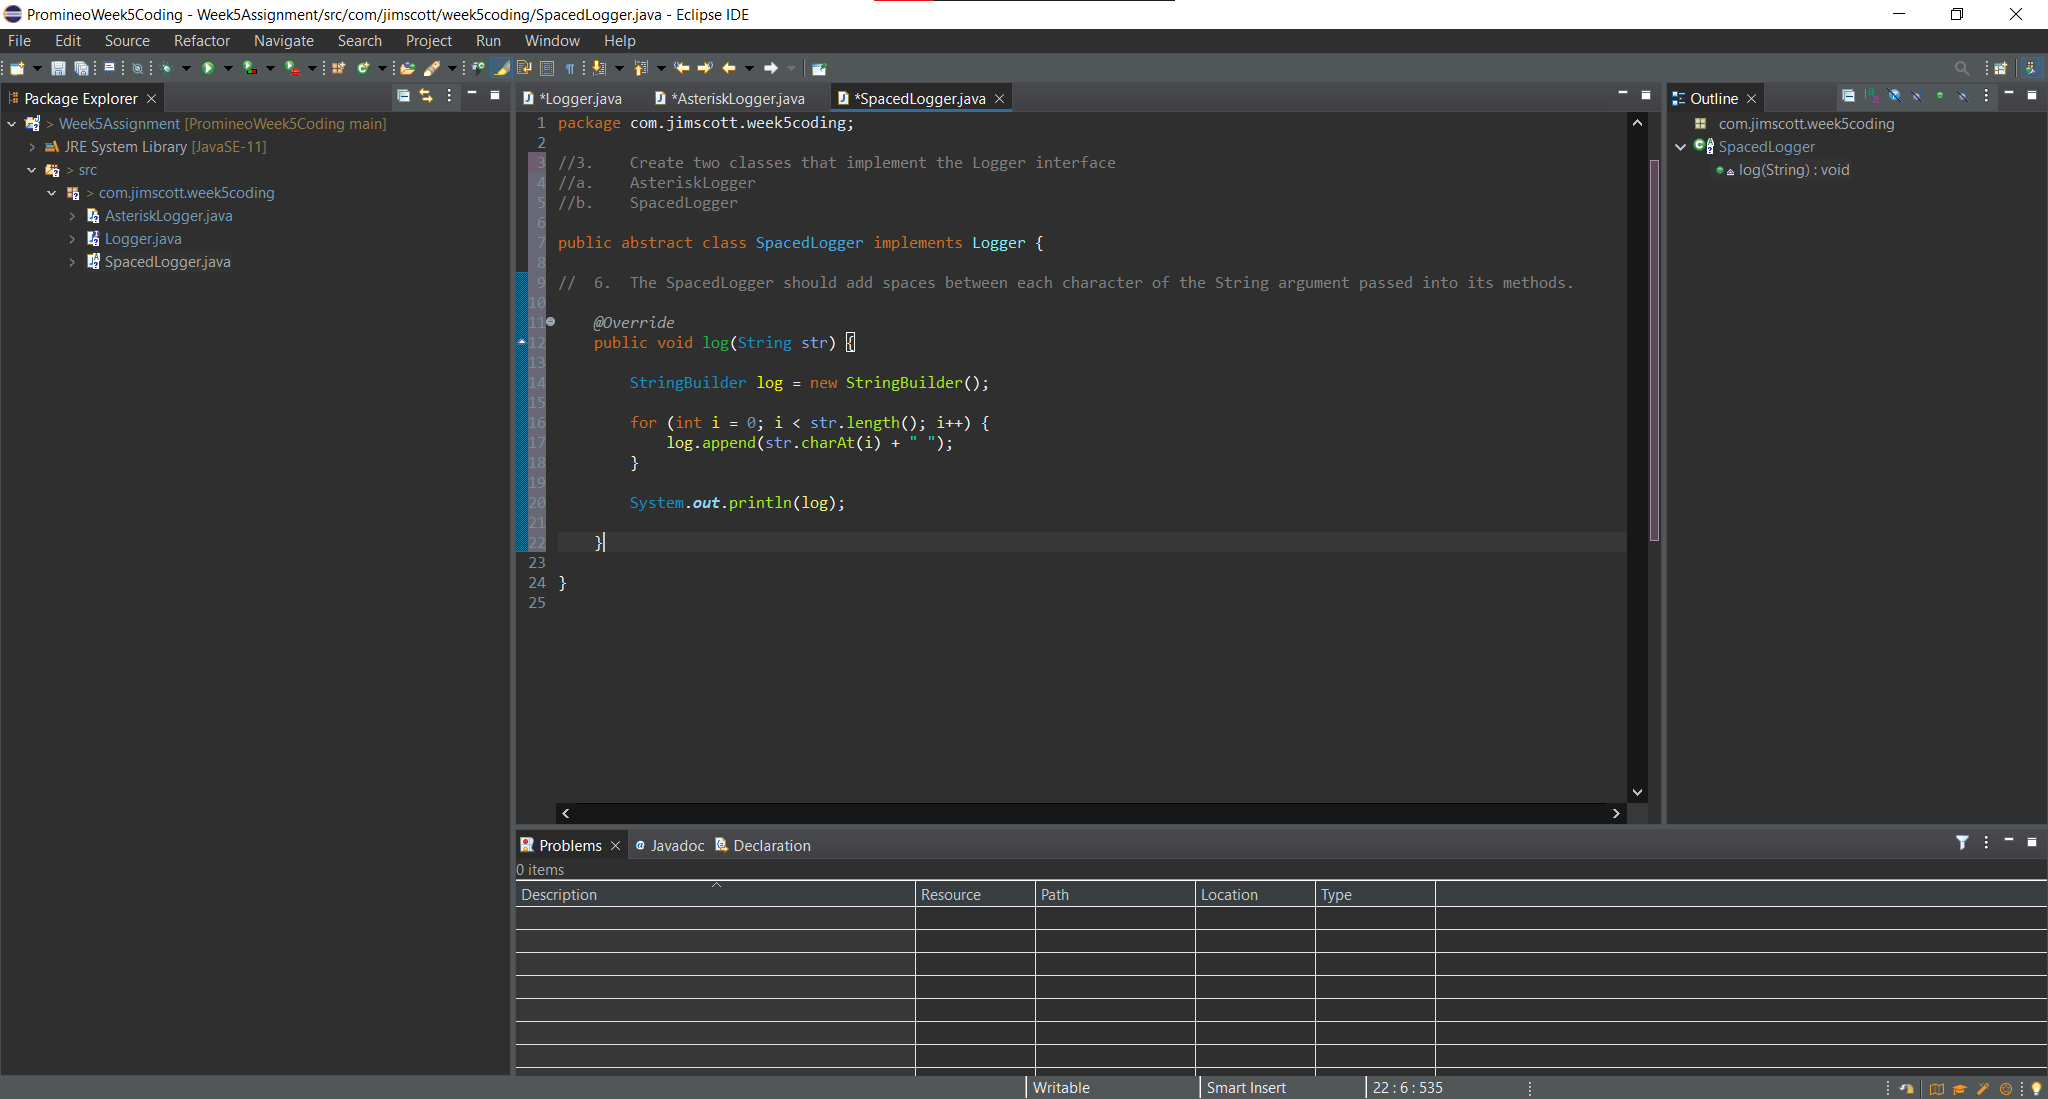 PromineoWeek5Coding - Week5Assignment/src/com/jimscott/week5coding/SpacedLogger.java - Eclipse IDE
File Edit Source Refactor Navigate Search Project Run Window Help
Package Explorer
> Week5Assignment [PromineoWeek5Coding main]
JRE System Library [JavaSE-11]
> src
> com.jimscott.week5coding
AsteriskLogger.java
Logger.java
SpacedLogger.java
*Logger.java *AsteriskLogger.java *SpacedLogger.java
1 package com.jimscott.week5coding;
2
3 //3. Create two classes that implement the Logger interface
4 //a. AsteriskLogger
5 //b. SpacedLogger
6
7 public abstract class SpacedLogger implements Logger {
8
9 // 6. The SpacedLogger should add spaces between each character of the String argument passed into its methods.
10
11 @Override
12 public void log(String str) {
13
14 StringBuilder log = new StringBuilder();
15
16 for (int i = 0; i < str.length(); i++) {
17 log.append(str.charAt(i) + " ");
18 }
19
20 System.out.println(log);
21
22 }
23
24 }
25
Outline
com.jimscott.week5coding
SpacedLogger
log(String) : void
Problems Javadoc Declaration
0 items
Description Resource Path Location Type
Writable Smart Insert 22 : 6 : 535